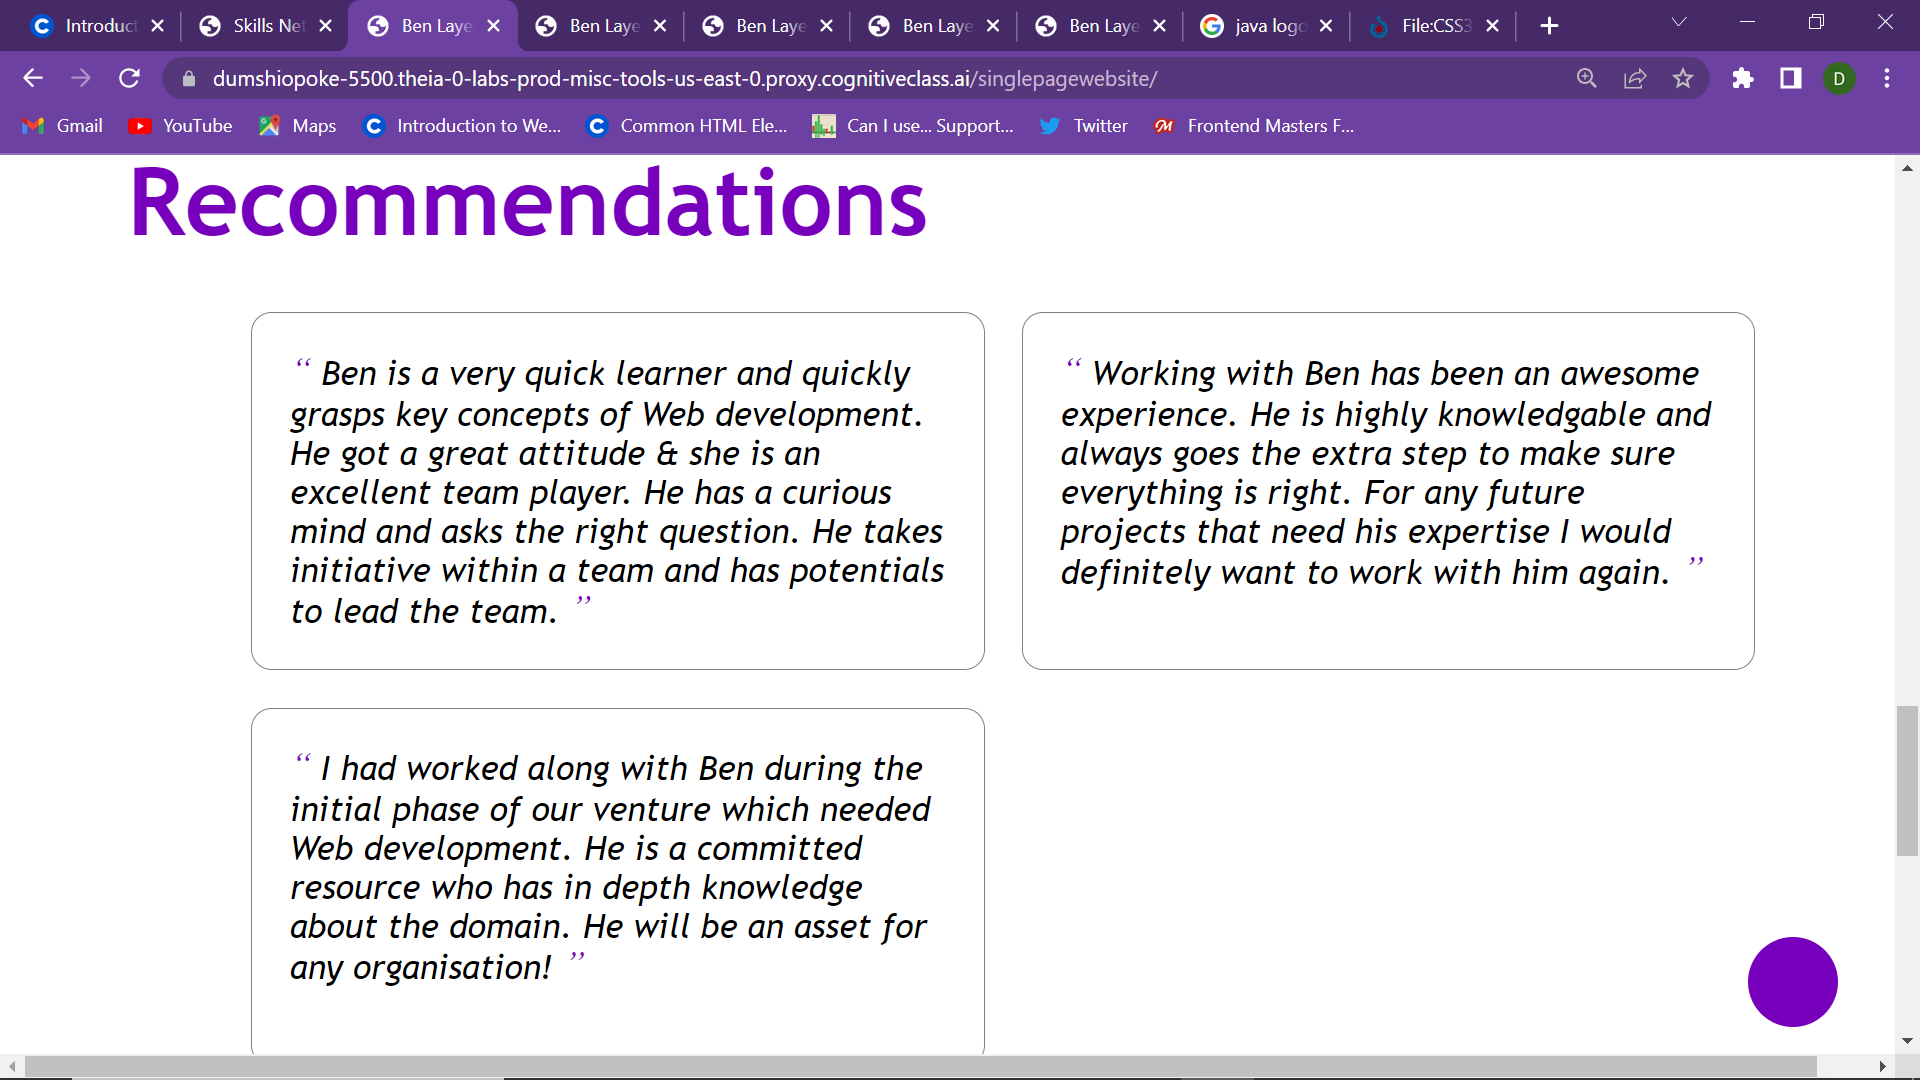 Introduc
Skills Net
Ben Laye
Ben Laye
Ben Laye
Ben Laye
Ben Laye
java logo
File:CSS3
dumshiopoke-5500.theia-0-labs-prod-misc-tools-us-east-0.proxy.cognitiveclass.ai/singlepagewebsite/
D
Gmail
YouTube
Maps
Introduction to We...
Common HTML Ele...
Can I use... Support...
Twitter
Frontend Masters F...
Recommendations
“ Ben is a very quick learner and quickly
grasps key concepts of Web development.
He got a great attitude & she is an
excellent team player. He has a curious
mind and asks the right question. He takes
initiative within a team and has potentials
to lead the team. ”
“ Working with Ben has been an awesome
experience. He is highly knowledgable and
always goes the extra step to make sure
everything is right. For any future
projects that need his expertise I would
definitely want to work with him again. ”
“ I had worked along with Ben during the
initial phase of our venture which needed
Web development. He is a committed
resource who has in depth knowledge
about the domain. He will be an asset for
any organisation! ”